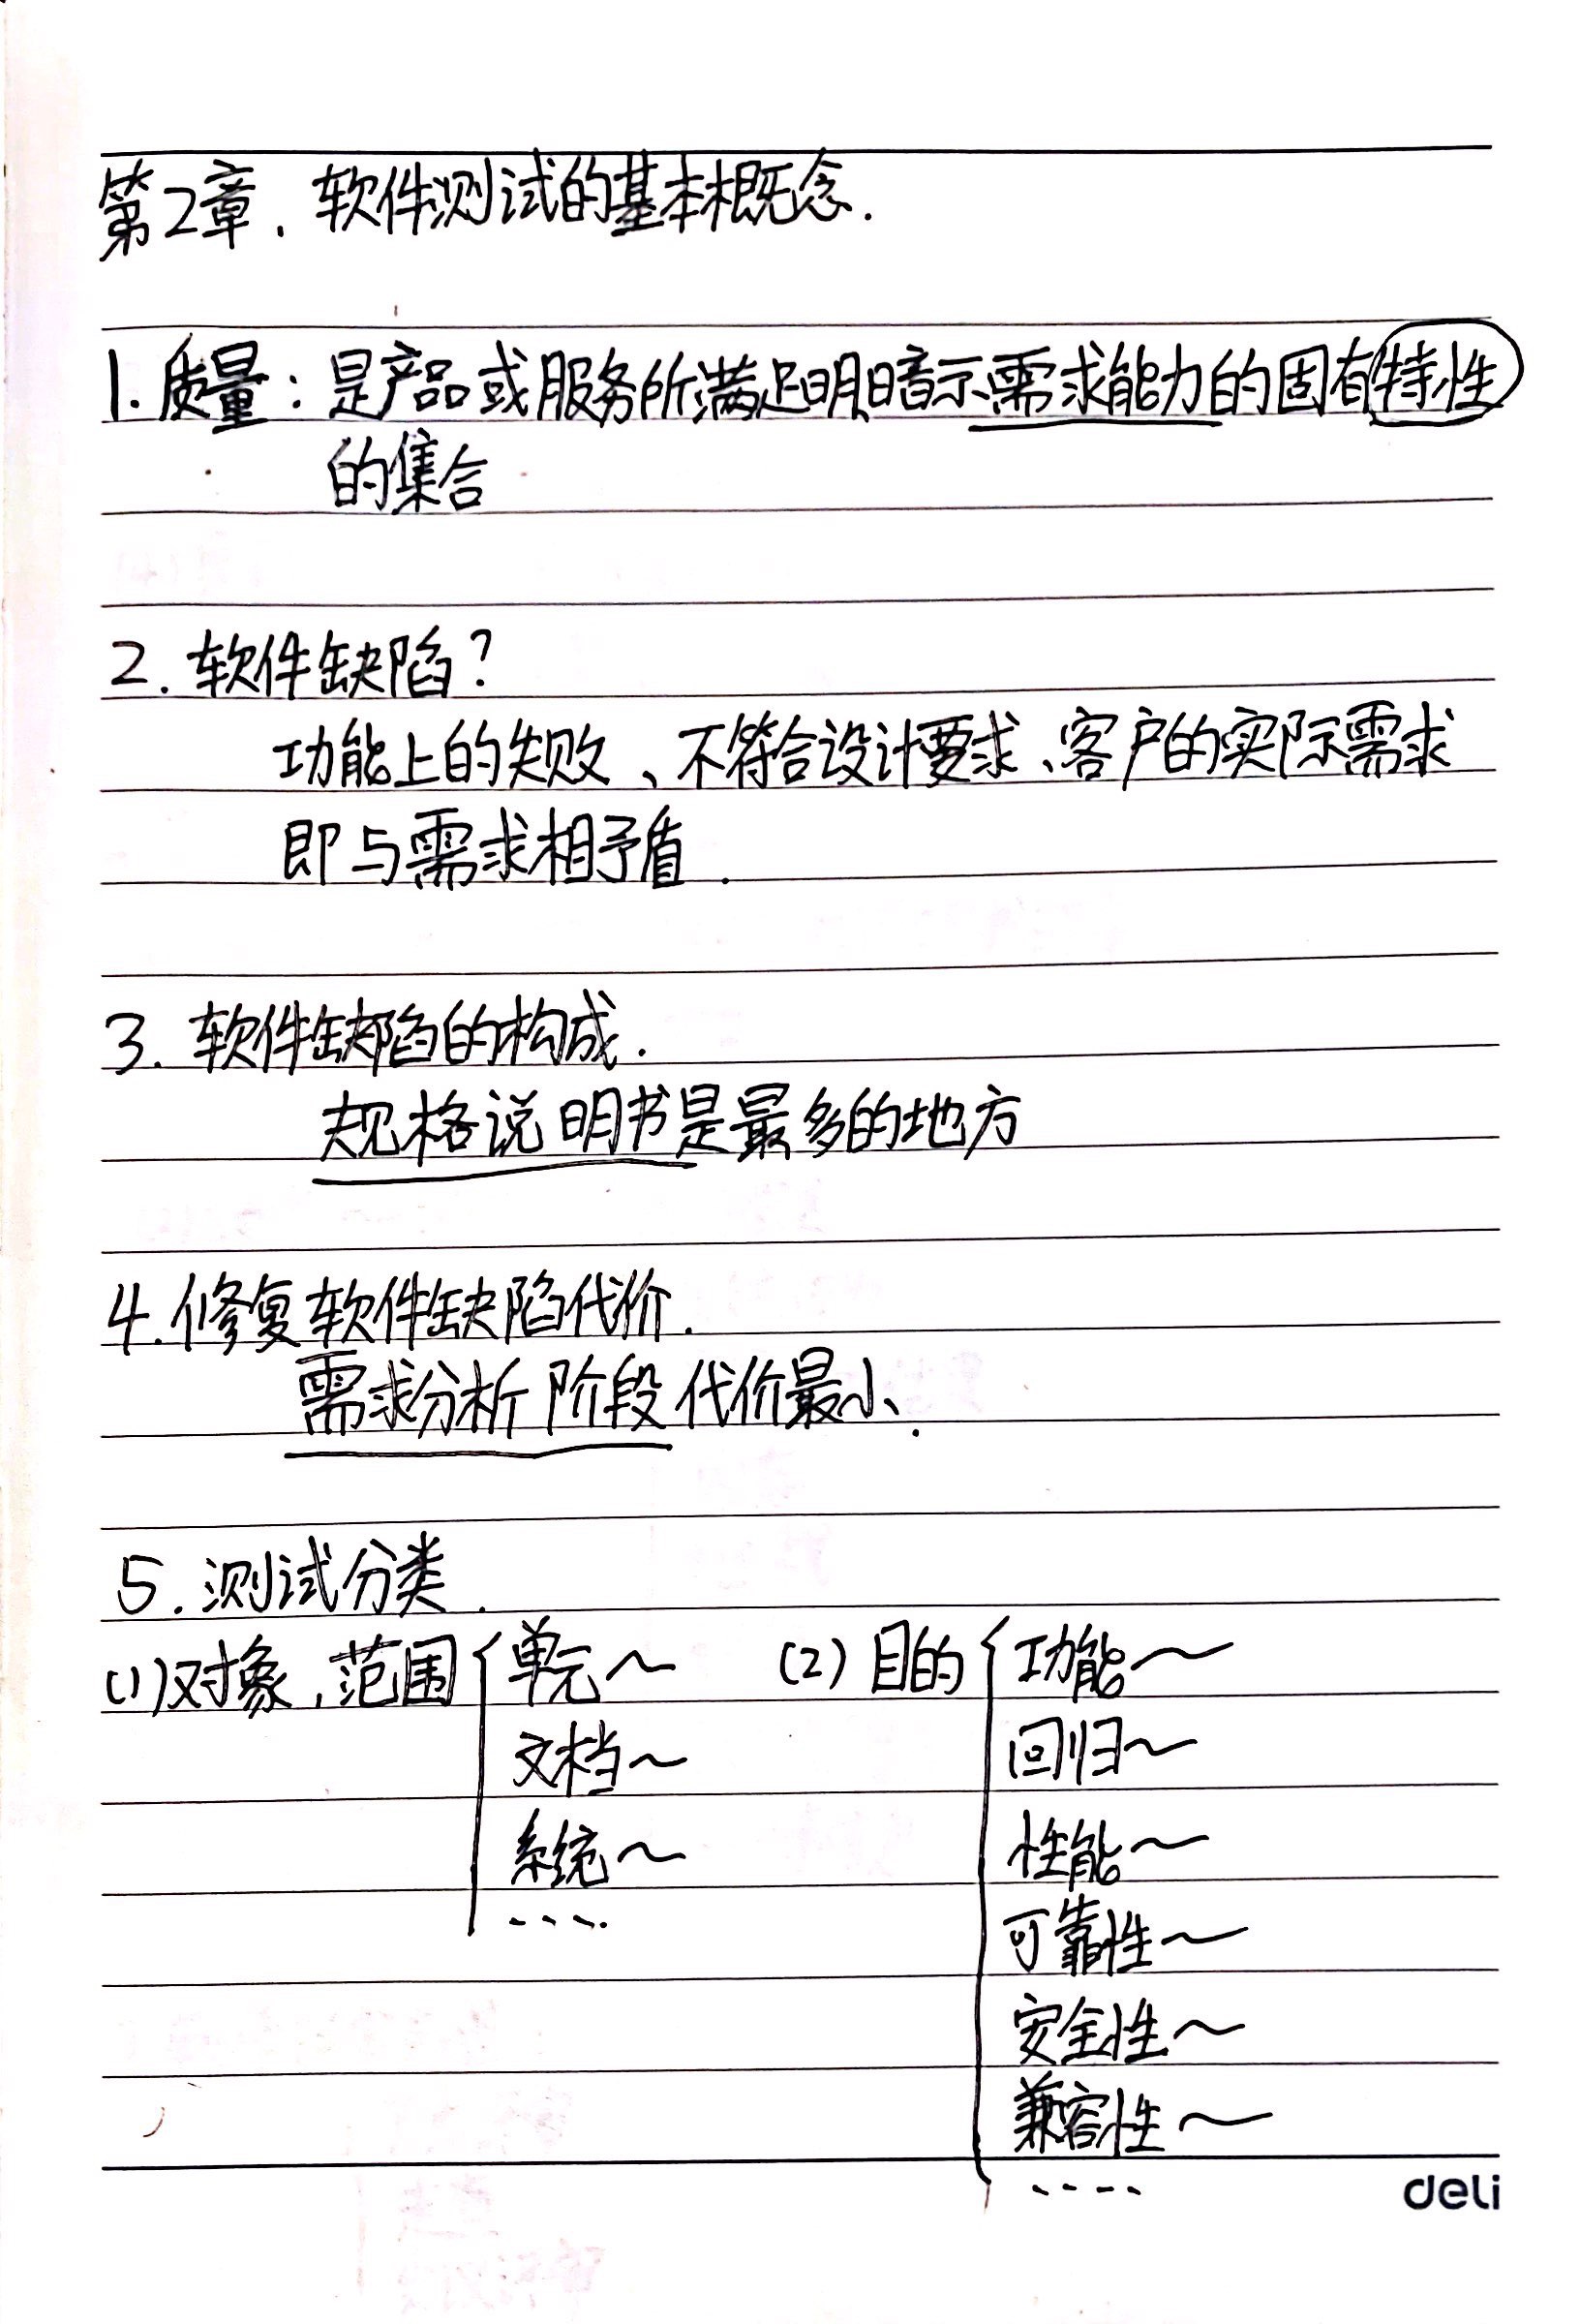 第2章. 软件测试的基本概念.
1. 质量: 是产品或服务所满足明暗示需求能力的固有特性
的集合
2. 软件缺陷?
功能上的失败、不符合设计要求、客户的实际需求
即与需求相矛盾.
3. 软件缺陷的构成.
规格说明书是最多的地方
4. 修复软件缺陷代价.
需求分析阶段代价最小.
5. 测试分类.
(1) 对象, 范围 { 单元~ (2) 目的 { 功能~
文档~ 回归~
系统~ 性能~
.... 可靠性~
安全性~
兼容性~
....
deli